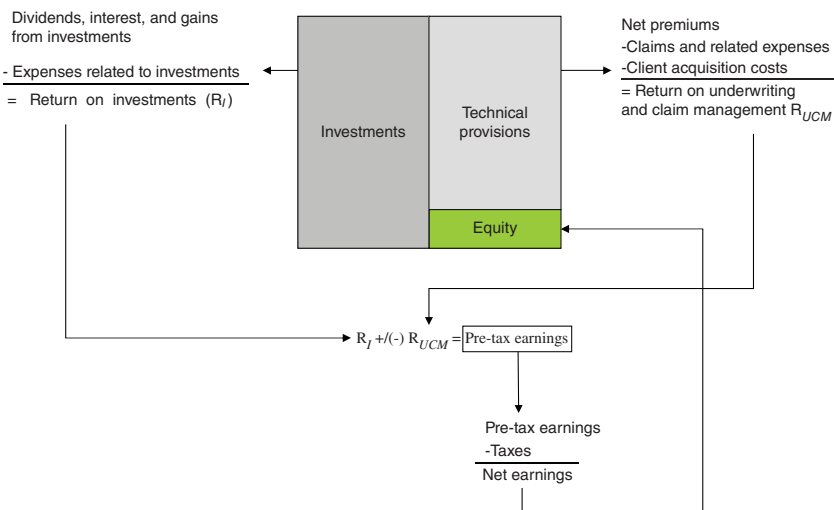 Dividends, interest, and gains
from investments
- Expenses related to investments
= Return on investments (R_I)
Investments
Technical
provisions
Equity
Net premiums
-Claims and related expenses
-Client acquisition costs
= Return on underwriting
and claim management R_UCM
R_I +/(-) R_UCM = Pre-tax earnings
Pre-tax earnings
-Taxes
Net earnings